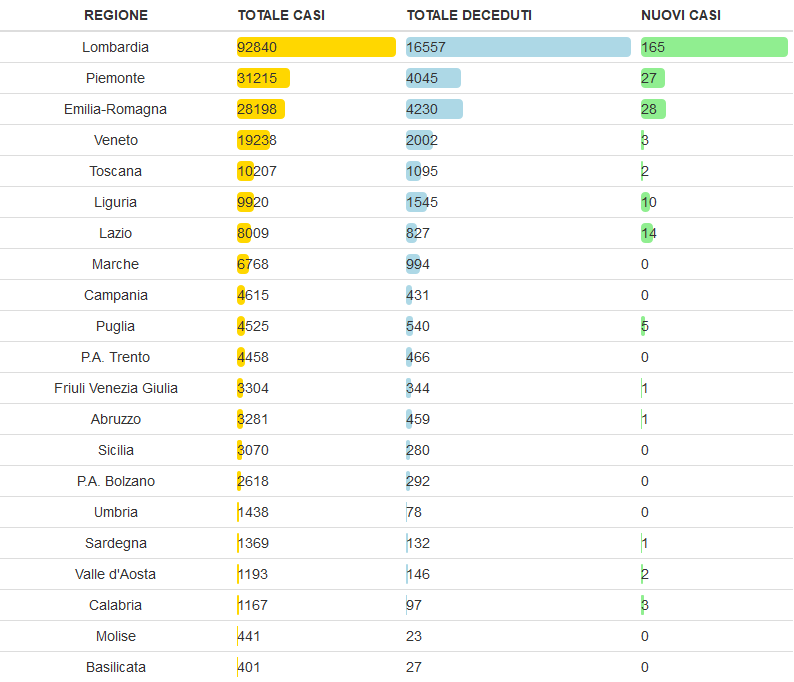 REGIONE TOTALE CASI TOTALE DECEDUTI NUOVI CASI
Lombardia 92840 16557 165
Piemonte 31215 4045 27
Emilia-Romagna 28198 4230 28
Veneto 19238 2002 3
Toscana 10207 1095 2
Liguria 9920 1545 10
Lazio 8009 827 14
Marche 6768 994 0
Campania 4615 431 0
Puglia 4525 540 5
P.A. Trento 4458 466 0
Friuli Venezia Giulia 3304 344 1
Abruzzo 3281 459 1
Sicilia 3070 280 0
P.A. Bolzano 2618 292 0
Umbria 1438 78 0
Sardegna 1369 132 1
Valle d'Aosta 1193 146 2
Calabria 1167 97 3
Molise 441 23 0
Basilicata 401 27 0